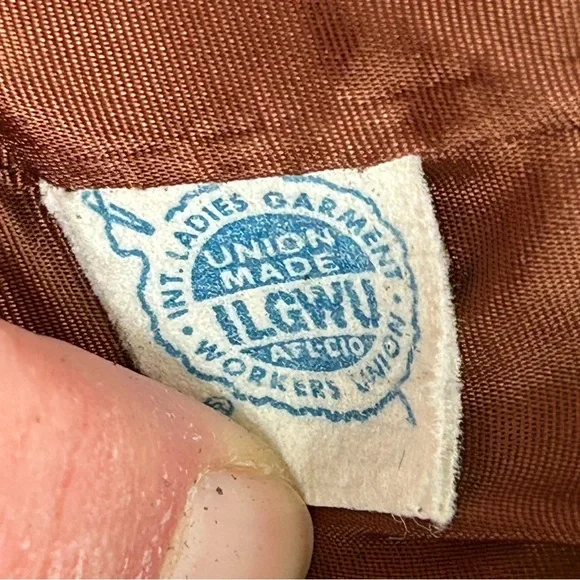 INT. LADIES GARMENT
UNION
MADE
ILGWU
AFL-CIO
WORKERS UNION
®